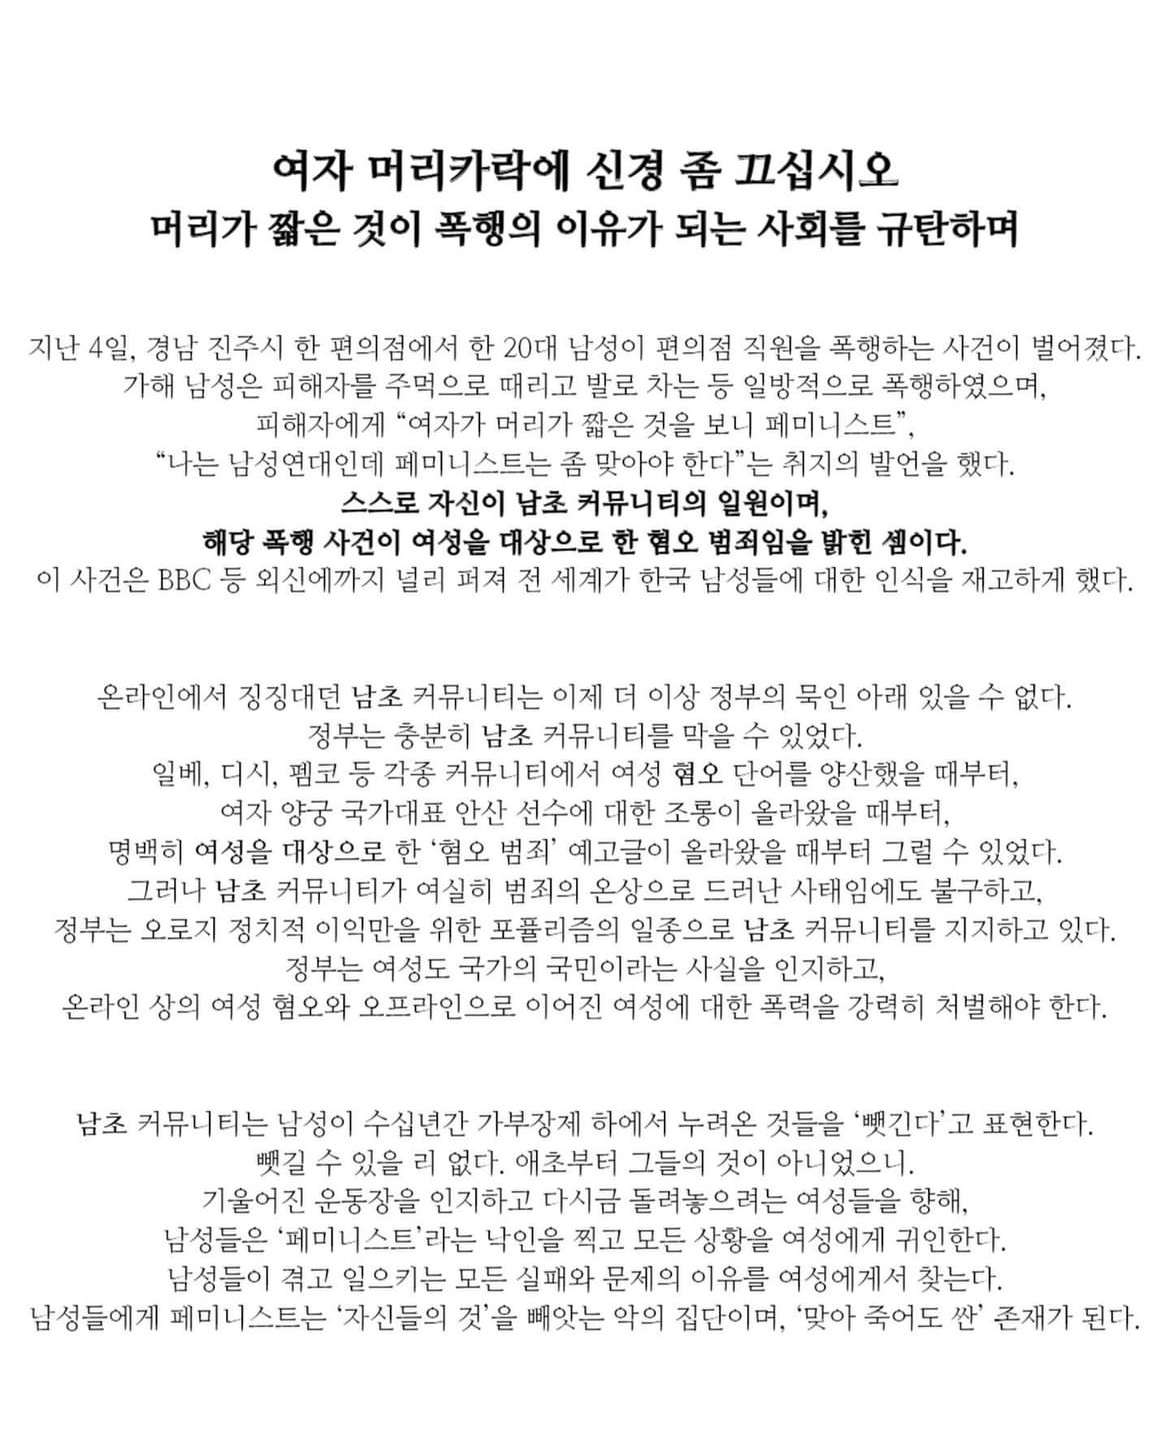 여자 머리카락에 신경 좀 끄십시오
머리가 짧은 것이 폭행의 이유가 되는 사회를 규탄하며
지난 4일, 경남 진주시 한 편의점에서 한 20대 남성이 편의점 직원을 폭행하는 사건이 벌어졌다.
가해 남성은 피해자를 주먹으로 때리고 발로 차는 등 일방적으로 폭행하였으며,
피해자에게 “여자가 머리가 짧은 것을 보니 페미니스트”,
“나는 남성연대인데 페미니스트는 좀 맞아야 한다”는 취지의 발언을 했다.
스스로 자신이 남초 커뮤니티의 일원이며,
해당 폭행 사건이 여성을 대상으로 한 혐오 범죄임을 밝힌 셈이다.
이 사건은 BBC 등 외신에까지 널리 퍼져 전 세계가 한국 남성들에 대한 인식을 재고하게 했다.
온라인에서 징징대던 남초 커뮤니티는 이제 더 이상 정부의 묵인 아래 있을 수 없다.
정부는 충분히 남초 커뮤니티를 막을 수 있었다.
일베, 디시, 펨코 등 각종 커뮤니티에서 여성 혐오 단어를 양산했을 때부터,
여자 양궁 국가대표 안산 선수에 대한 조롱이 올라왔을 때부터,
명백히 여성을 대상으로 한 ‘혐오 범죄’ 예고글이 올라왔을 때부터 그럴 수 있었다.
그러나 남초 커뮤니티가 여실히 범죄의 온상으로 드러난 사태임에도 불구하고,
정부는 오로지 정치적 이익만을 위한 포퓰리즘의 일종으로 남초 커뮤니티를 지지하고 있다.
정부는 여성도 국가의 국민이라는 사실을 인지하고,
온라인 상의 여성 혐오와 오프라인으로 이어진 여성에 대한 폭력을 강력히 처벌해야 한다.
남초 커뮤니티는 남성이 수십년간 가부장제 하에서 누려온 것들을 ‘뺏긴다’고 표현한다.
뺏길 수 있을 리 없다. 애초부터 그들의 것이 아니었으니.
기울어진 운동장을 인지하고 다시금 돌려놓으려는 여성들을 향해,
남성들은 ‘페미니스트’라는 낙인을 찍고 모든 상황을 여성에게 귀인한다.
남성들이 겪고 일으키는 모든 실패와 문제의 이유를 여성에게서 찾는다.
남성들에게 페미니스트는 ‘자신들의 것’을 빼앗는 악의 집단이며, ‘맞아 죽어도 싼’ 존재가 된다.